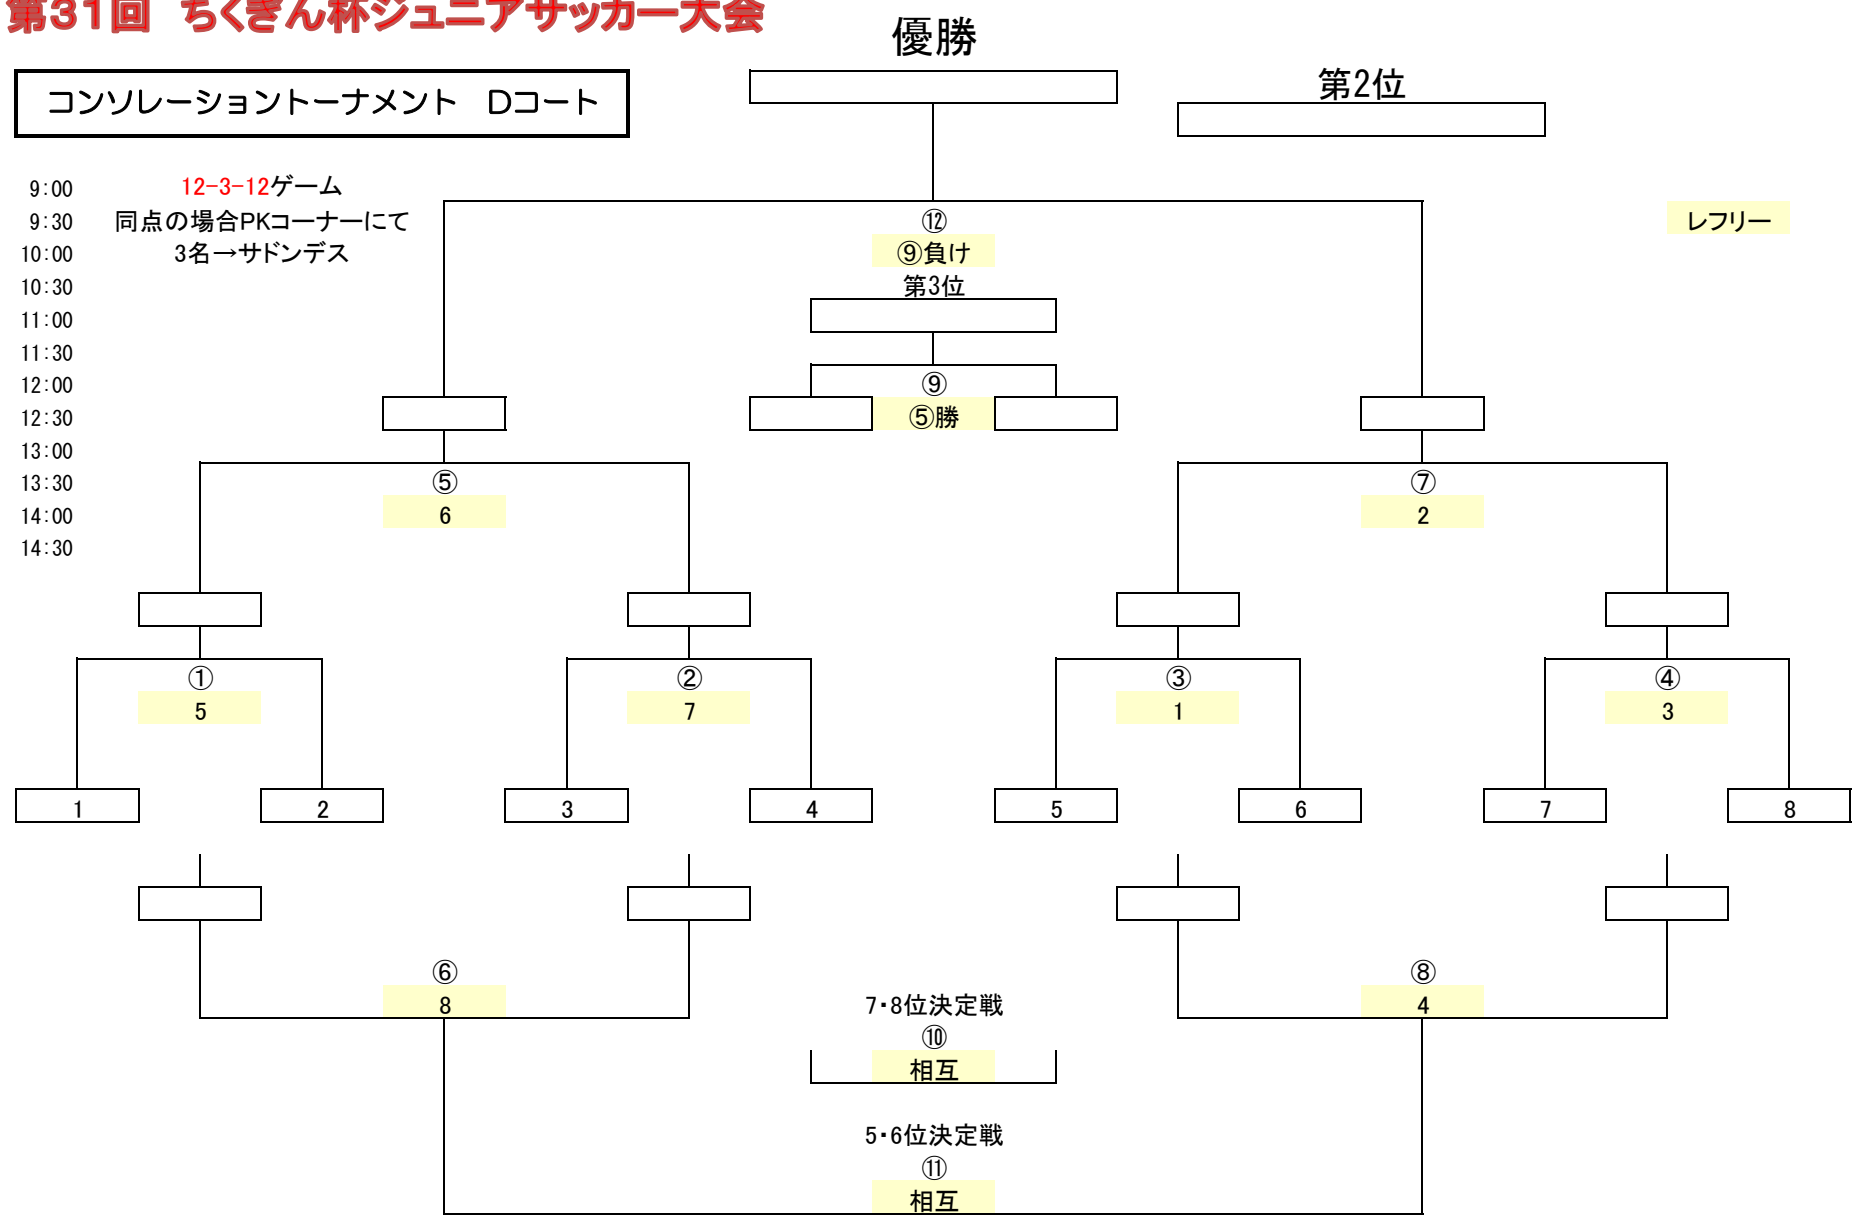 第31回　ちくぎん杯ジュニアサッカー大会
優勝
コンソレーショントーナメント　Dコート
第2位
9:00
12-3-12ゲーム
9:30
同点の場合PKコーナーにて
⑫
レフリー
10:00
3名→サドンデス
⑨負け
10:30
第3位
11:00
11:30
12:00
⑨
12:30
⑤勝
13:00
13:30
⑤
⑦
14:00
6
2
14:30
①
②
③
④
5
7
1
3
1
2
3
4
5
6
7
8
⑥
⑧
8
4
7・8位決定戦
⑩
相互
5・6位決定戦
⑪
相互